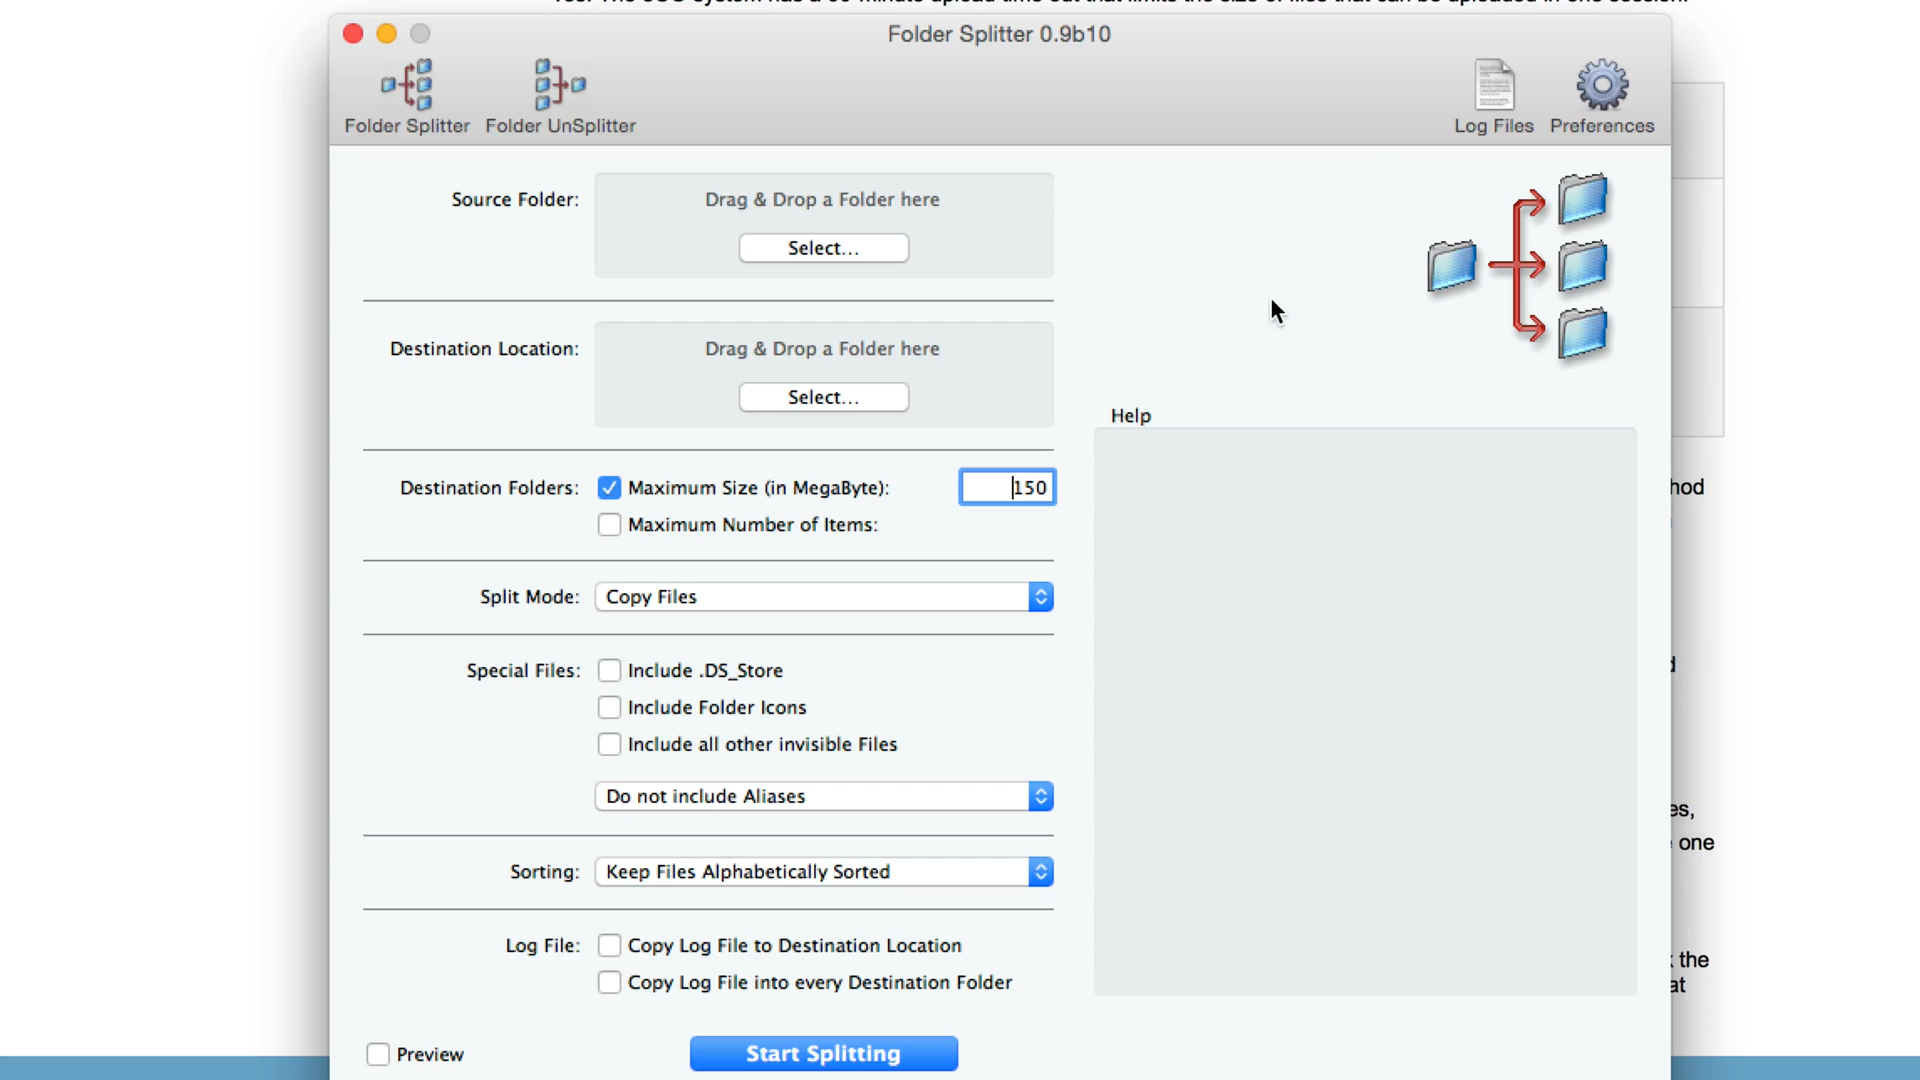 Folder Splitter 0.9b10
Folder Splitter
Folder UnSplitter
Log Files
Preferences
Source Folder:
Drag & Drop a Folder here
Select...
Destination Location:
Drag & Drop a Folder here
Select...
Help
Destination Folders:
Maximum Size (in MegaByte):
150
Maximum Number of Items:
Split Mode:
Copy Files
Special Files:
Include .DS_Store
Include Folder Icons
Include all other invisible Files
Do not include Aliases
Sorting:
Keep Files Alphabetically Sorted
Log File:
Copy Log File to Destination Location
Copy Log File into every Destination Folder
Preview
Start Splitting
one
the